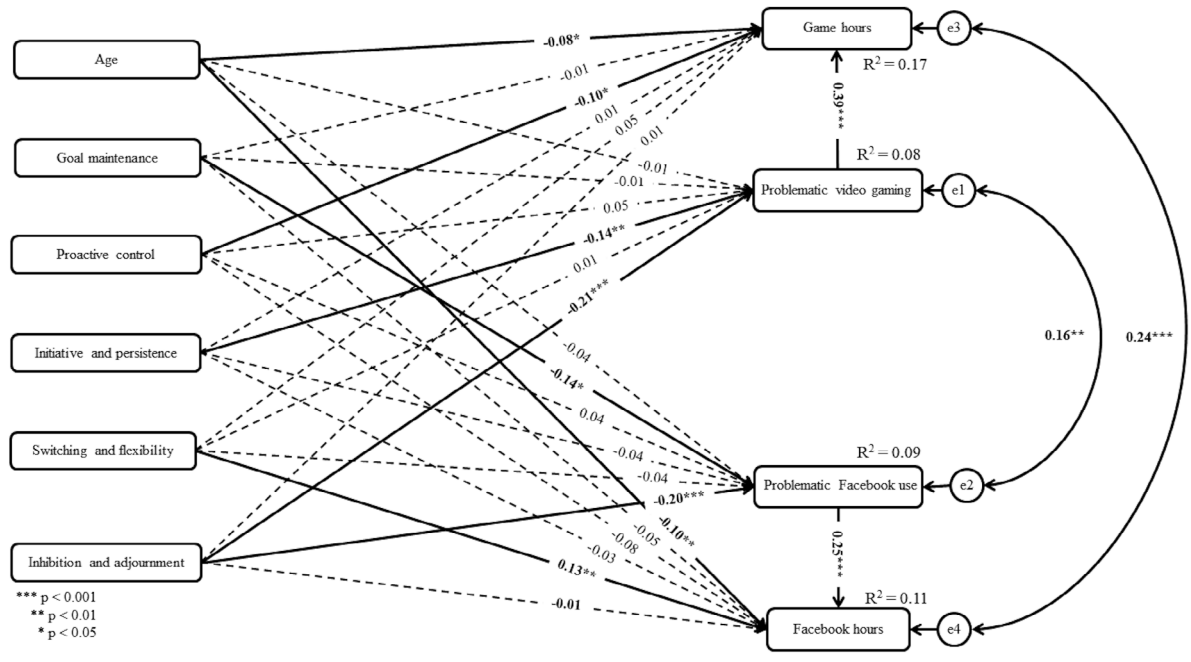 Game hours
e3
Age
-0.08*
R² = 0.17
-0.01
-0.10*
0.01
0.05
0.01
0.39***
Goal maintenance
R² = 0.08
-0.01
-0.01
Problematic video gaming
e1
0.05
Proactive control
-0.14**
0.01
-0.21***
Initiative and persistence
0.16**
0.24***
-0.04
-0.14*
0.04
Switching and flexibility
R² = 0.09
-0.04
-0.04
Problematic Facebook use
e2
-0.20***
-0.10**
-0.05
-0.08
-0.03
0.25***
Inhibition and adjournment
0.13**
*** p < 0.001
R² = 0.11
-0.01
** p < 0.01
* p < 0.05
Facebook hours
e4